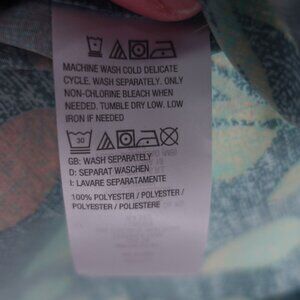 MACHINE WASH COLD DELICATE
CYCLE. WASH SEPARATELY. ONLY
NON-CHLORINE BLEACH WHEN
NEEDED. TUMBLE DRY LOW. LOW
IRON IF NEEDED
30
GB: WASH SEPARATELY
D: SEPARAT WASCHEN
I: LAVARE SEPARATAMENTE
100% POLYESTER / POLYESTER /
POLYESTER / POLIESTERE